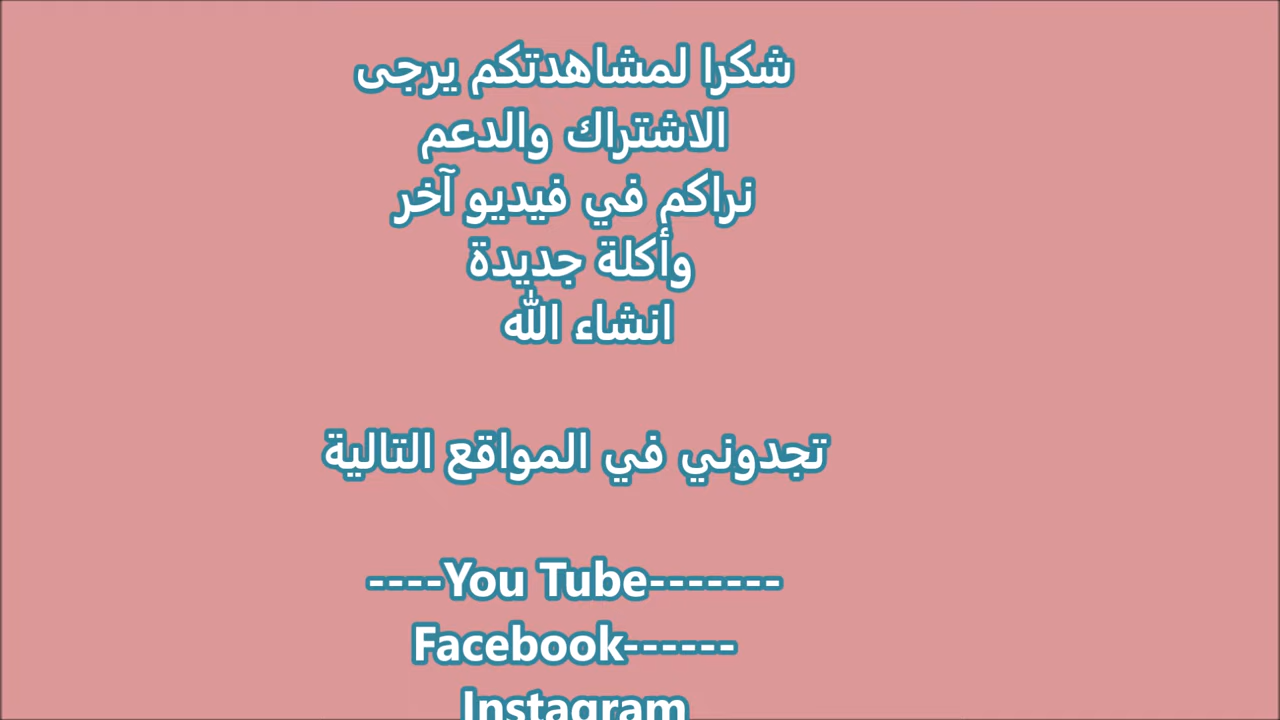 شكرا لمشاهدتكم يرجى
الاشتراك والدعم
نراكم في فيديو آخر
وأكلة جديدة
انشاء الله
تجدوني في المواقع التالية
----You Tube-------
Facebook------
Instagram